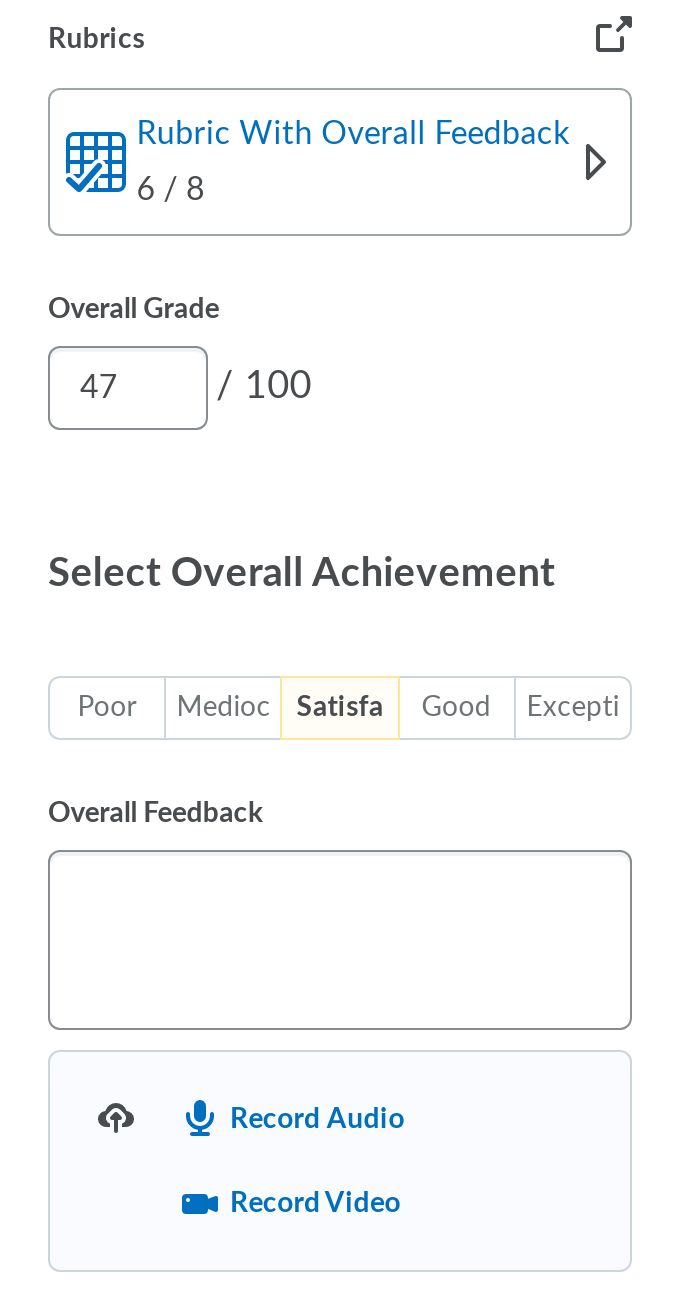 Rubrics
Rubric With Overall Feedback
6 / 8
Overall Grade
47 / 100
Select Overall Achievement
Poor Medioc Satisfa Good Excepti
Overall Feedback
Record Audio
Record Video